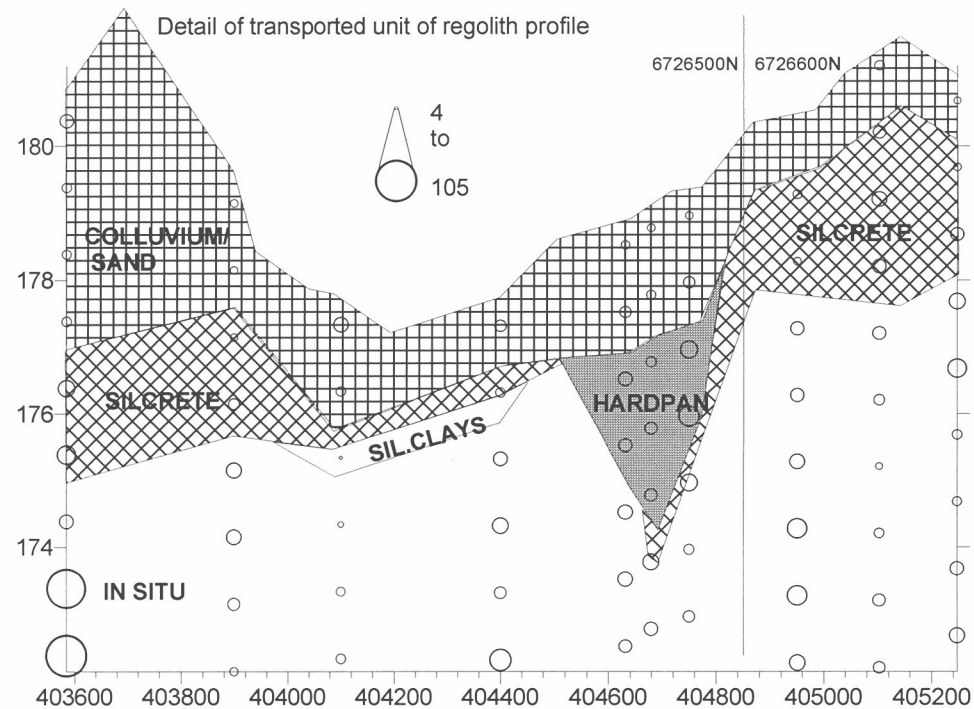 Detail of transported unit of regolith profile
6726500N 6726600N
4
to
105
180
COLLUVIUM/
SAND
SILCRETE
178
176
SILCRETE
HARDPAN
SIL.CLAYS
174
IN SITU
403600 403800 404000 404200 404400 404600 404800 405000 405200